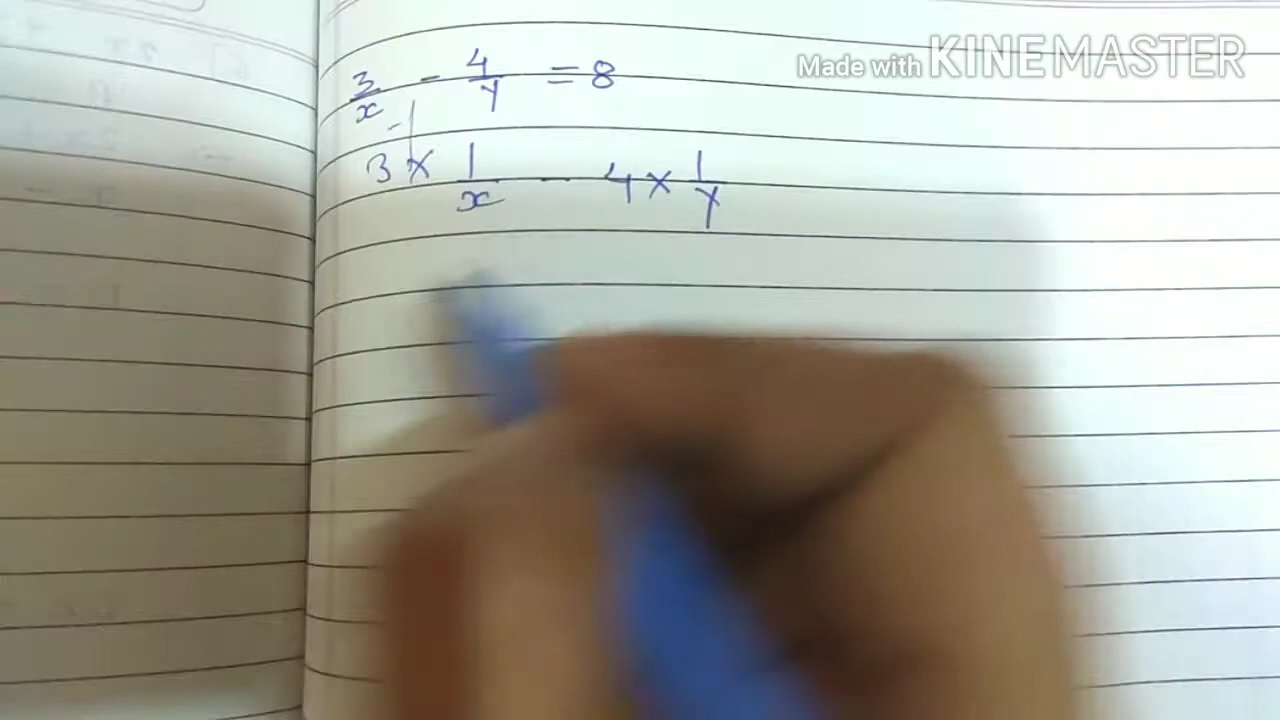 Made with KINEMASTER
3/x - 4/y = 8
3 × 1/x - 4 × 1/y